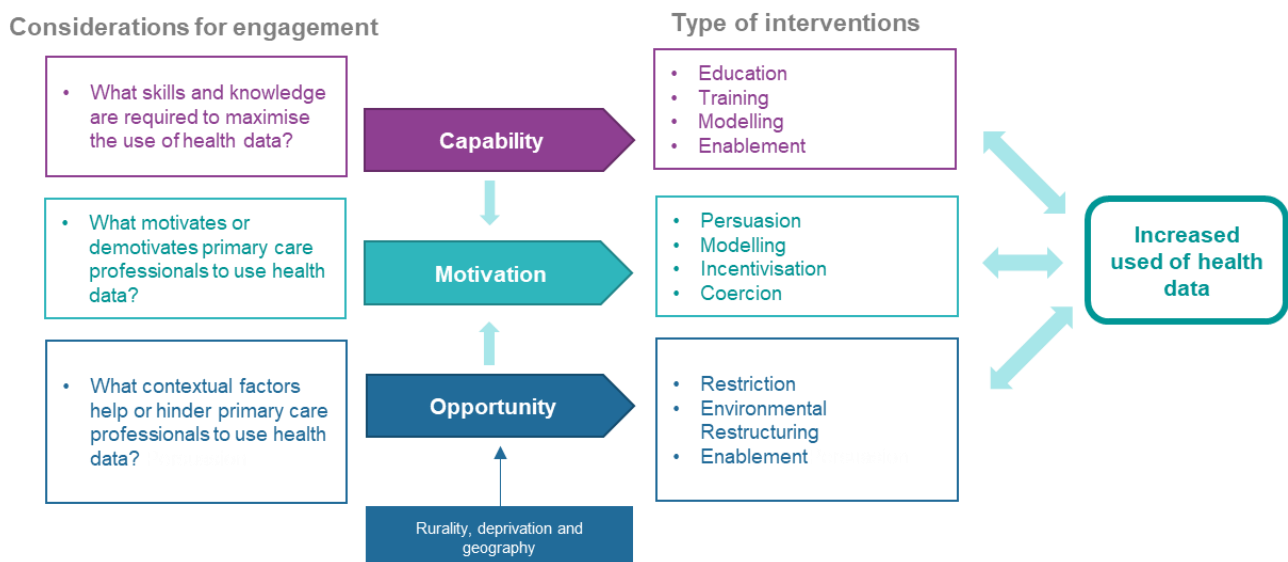 Considerations for engagement
Type of interventions
• What skills and knowledge
are required to maximise
the use of health data?
Capability
• Education
• Training
• Modelling
• Enablement
• What motivates or
demotivates primary care
professionals to use health
data?
Motivation
• Persuasion
• Modelling
• Incentivisation
• Coercion
Increased
used of health
data
• What contextual factors
help or hinder primary care
professionals to use health
data?
Opportunity
• Restriction
• Environmental
Restructuring
• Enablement
Rurality, deprivation and
geography